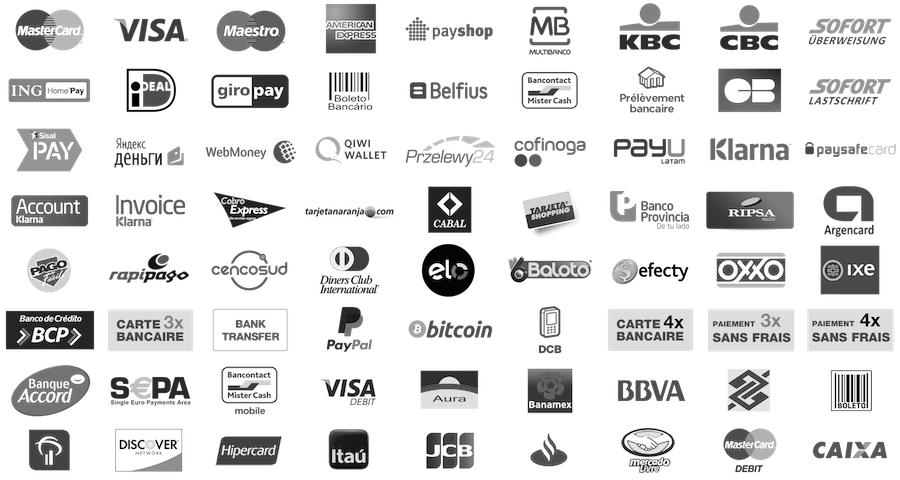 MasterCard
VISA
Maestro
AMERICAN
EXPRESS
payshop
MB
MULTIBANCO
KBC
CBC
SOFORT
ÜBERWEISUNG
ING Home'Pay
iDEAL
giropay
Boleto
Bancário
Belfius
Bancontact
Mister Cash
Prélèvement
bancaire
CB
SOFORT
LASTSCHRIFT
Sisal
PAY
Яндекс
деньги
WebMoney
QIWI
WALLET
Przelewy24
cofinoga
PayU
LATAM
Klarna
paysafecard
Account
Klarna
Invoice
Klarna
Cobro
Express
tarjetanaranja.com
CABAL
TARJETA
SHOPPING
Banco
Provincia
De tu lado
RIPSA
PAGOS
Argencard
PAGO
facil
rapipago
cencosud
Diners Club
International
elo
Baloto
efecty
OXXO
ixe
Banco de Crédito
BCP
CARTE 3x
BANCAIRE
BANK
TRANSFER
PayPal
bitcoin
DCB
CARTE 4x
BANCAIRE
PAIEMENT 3x
SANS FRAIS
PAIEMENT 4x
SANS FRAIS
Banque
Accord
S€PA
Single Euro Payments Area
Bancontact
Mister Cash
mobile
VISA
DEBIT
Aura
Banamex
BBVA
BOLETO
DISCOVER
NETWORK
Hipercard
Itaú
JCB
mercado
livre
MasterCard
DEBIT
CAIXA